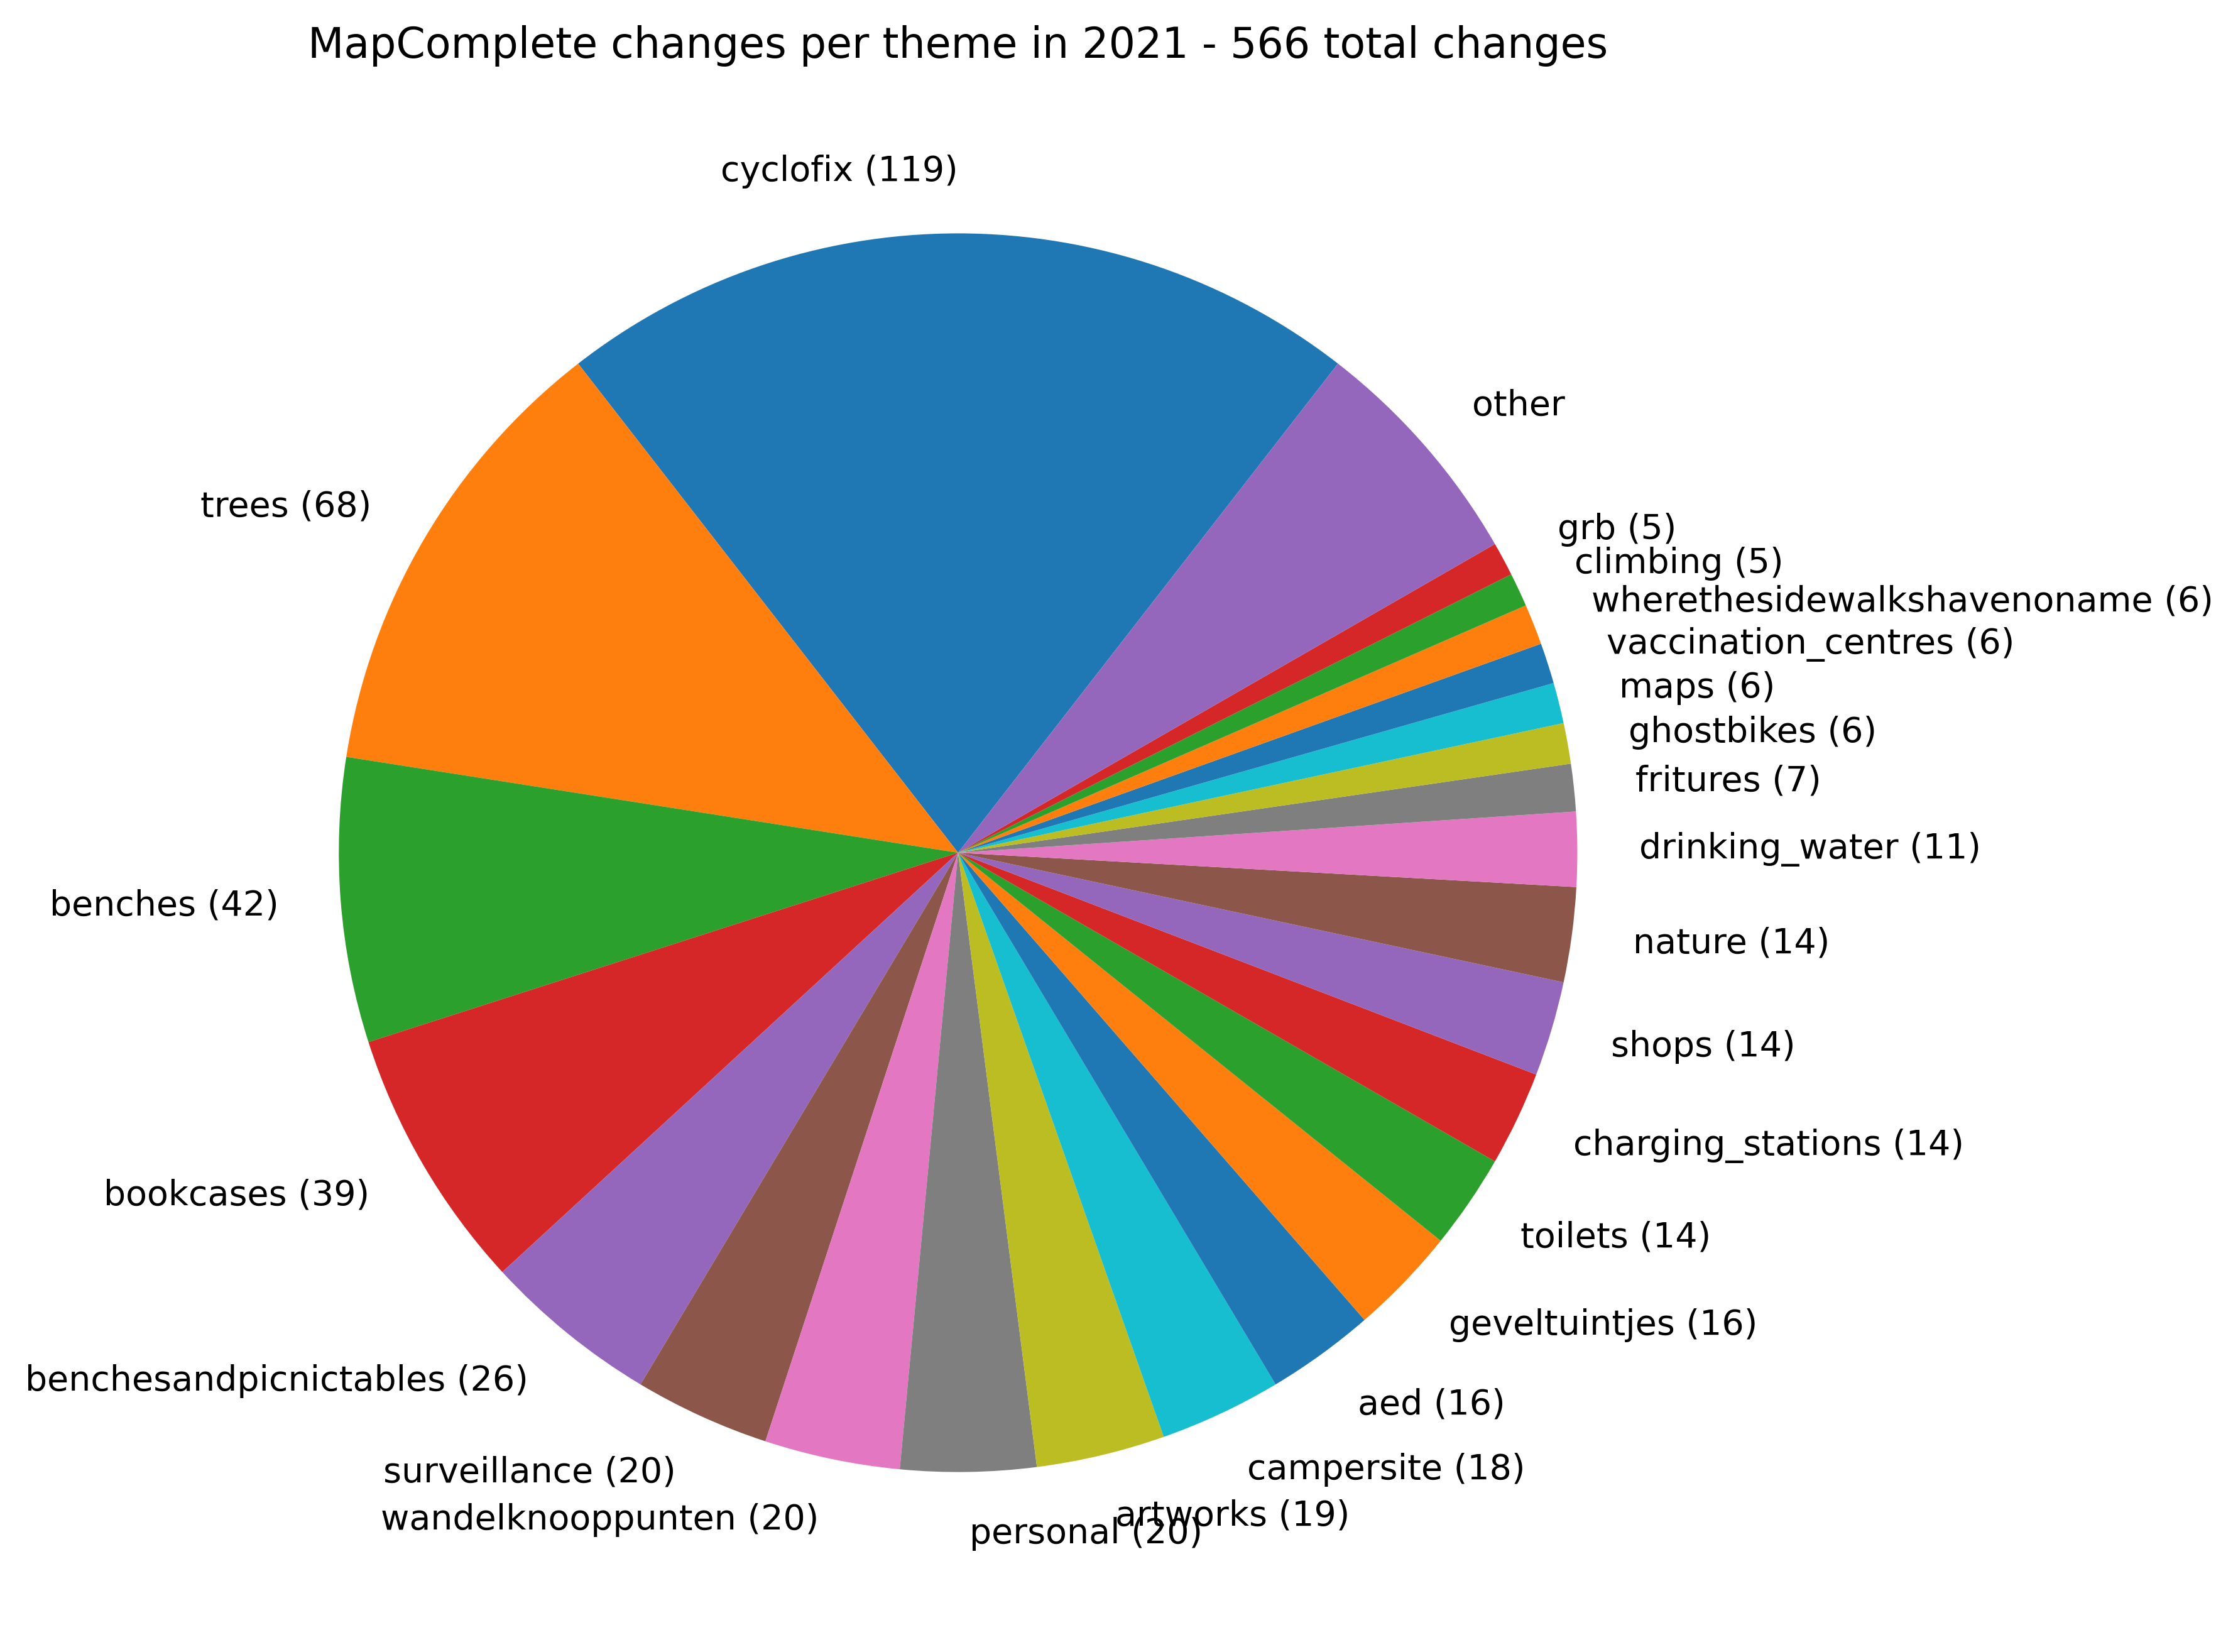 MapComplete changes per theme in 2021 - 566 total changes
cyclofix (119)
other
trees (68)
grb (5)
climbing (5)
wherethesidewalkshavenoname (6)
vaccination_centres (6)
maps (6)
ghostbikes (6)
fritures (7)
drinking_water (11)
benches (42)
nature (14)
shops (14)
charging_stations (14)
bookcases (39)
toilets (14)
geveltuintjes (16)
benchesandpicnictables (26)
aed (16)
surveillance (20)
campersite (18)
wandelknooppunten (20)
artworks (19)
personal (20)